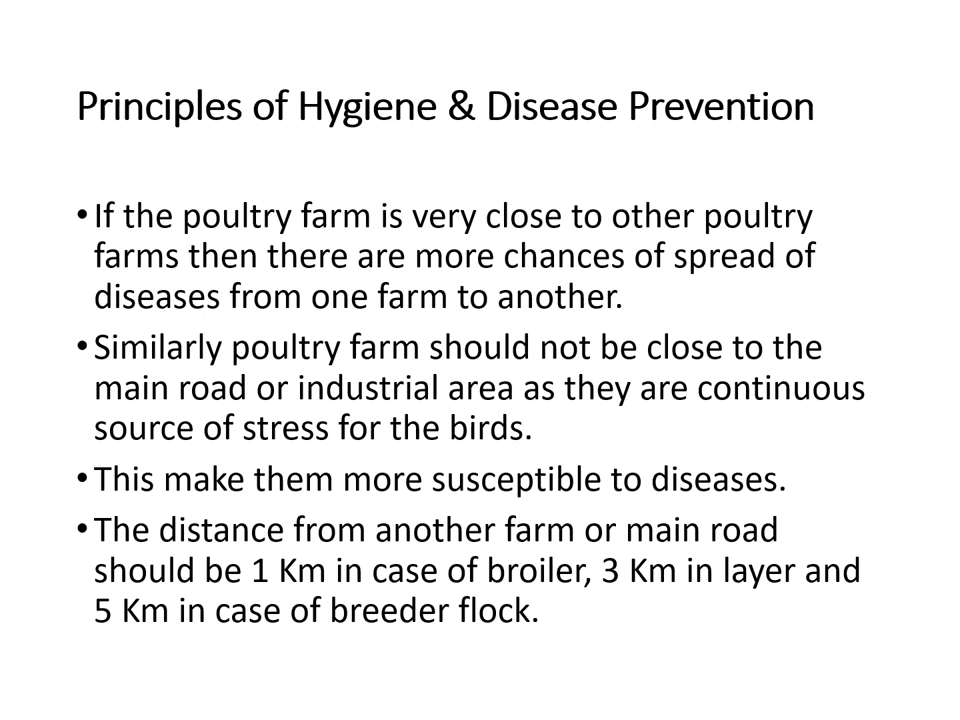 Principles of Hygiene & Disease Prevention
• If the poultry farm is very close to other poultry
farms then there are more chances of spread of
diseases from one farm to another.
• Similarly poultry farm should not be close to the
main road or industrial area as they are continuous
source of stress for the birds.
• This make them more susceptible to diseases.
• The distance from another farm or main road
should be 1 Km in case of broiler, 3 Km in layer and
5 Km in case of breeder flock.